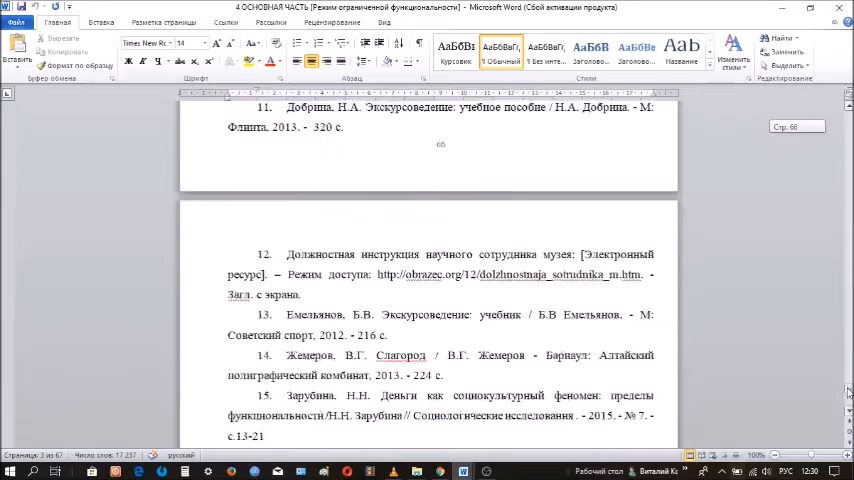 4 ОСНОВНАЯ ЧАСТЬ [Режим ограниченной функциональности] - Microsoft Word (Сбой активации продукта)
Файл Главная Вставка Разметка страницы Ссылки Рассылки Рецензирование Вид
Вставить
Вырезать
Копировать
Формат по образцу
Буфер обмена
Times New Ro 14
Шрифт
Абзац
АаБбВі АаБбВвГг, АаБбВвГг, АаБбВ АаБбВв АаБ
Курсовик ¶ Обычный ¶ Без инте... Заголово... Заголово... Название
Стили
Изменить стили
Найти
Заменить
Выделить
Редактирование
11. Добрина, Н.А. Экскурсоведение: учебное пособие / Н.А. Добрина. - М:
Флинта, 2013. - 320 с.
66
Стр. 66
12. Должностная инструкция научного сотрудника музея: [Электронный
ресурс]. – Режим доступа: http://obrazec.org/12/dolzhnostnaja_sotrudnika_m.htm. -
Загл. с экрана.
13. Емельянов, Б.В. Экскурсоведение: учебник / Б.В Емельянов. - М:
Советский спорт, 2012. - 216 с.
14. Жемеров, В.Г. Слагород / В.Г. Жемеров - Барнаул: Алтайский
полиграфический комбинат, 2013. - 224 с.
15. Зарубина, Н.Н. Деньги как социокультурный феномен: пределы
функциональности /Н.Н. Зарубина // Социологические исследования . - 2015. - № 7. -
с.13-21
Страница: 3 из 67 Число слов: 17 237 русский 100%
Рабочий стол Виталий Кс РУС 12:30